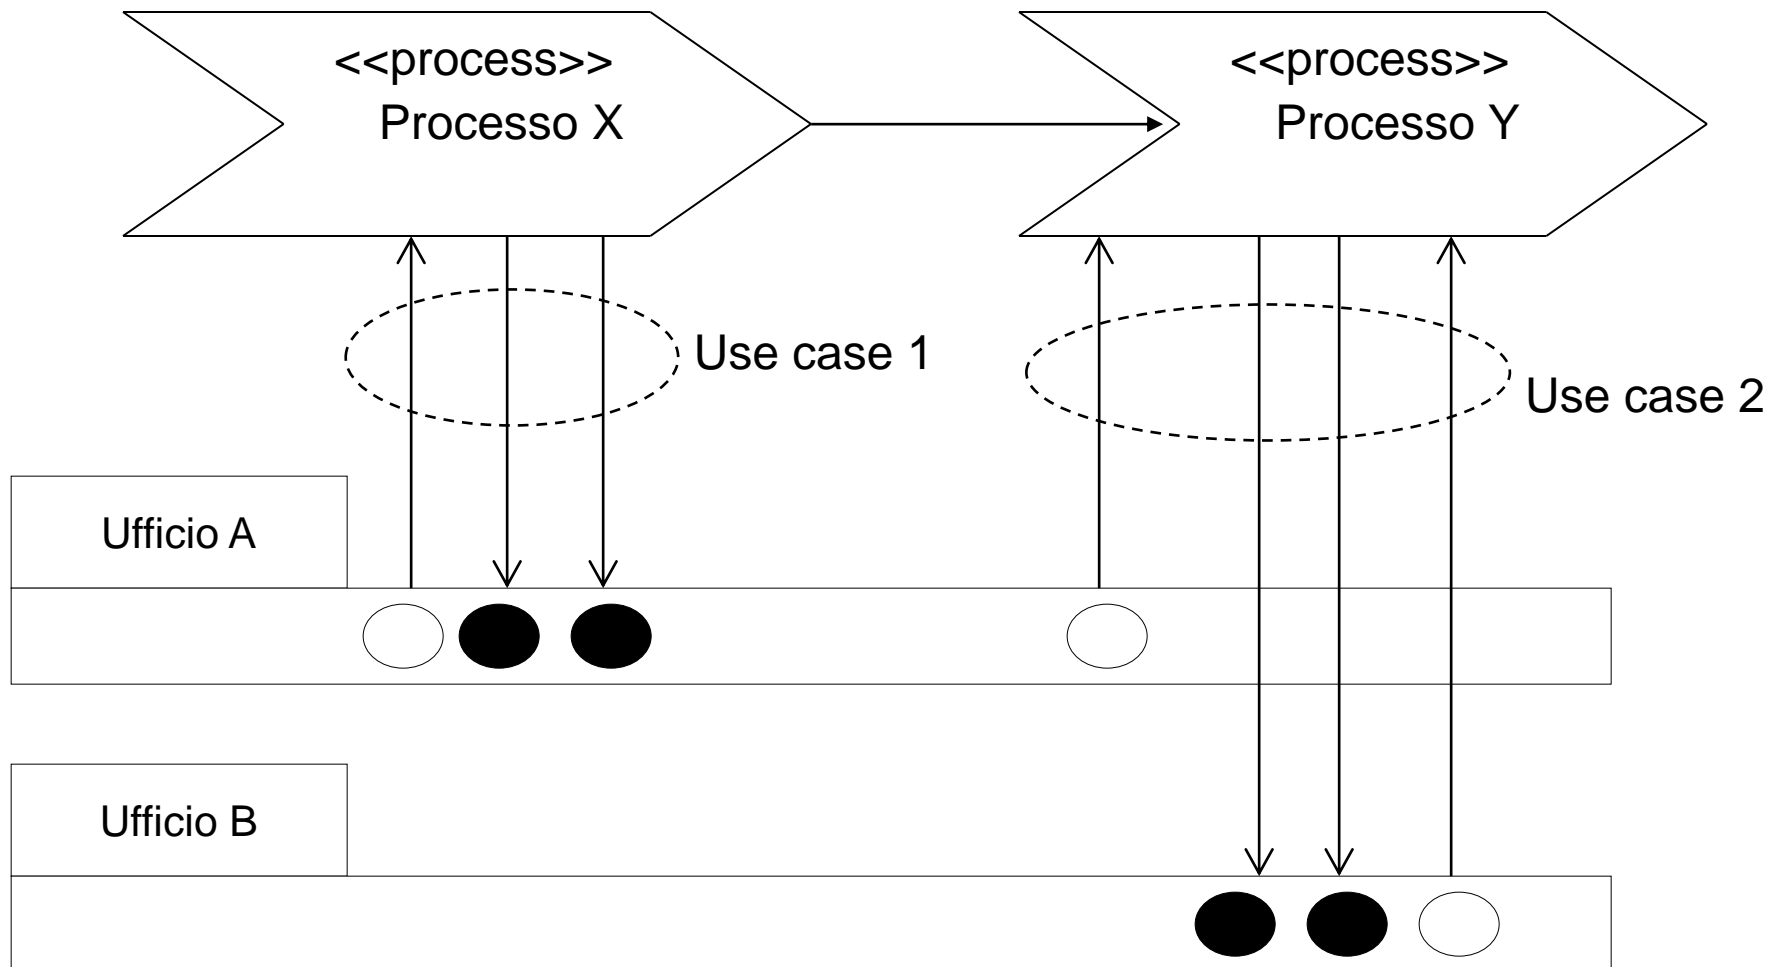 <<process>>
Processo X
<<process>>
Processo Y
Use case 1
Use case 2
Ufficio A
Ufficio B